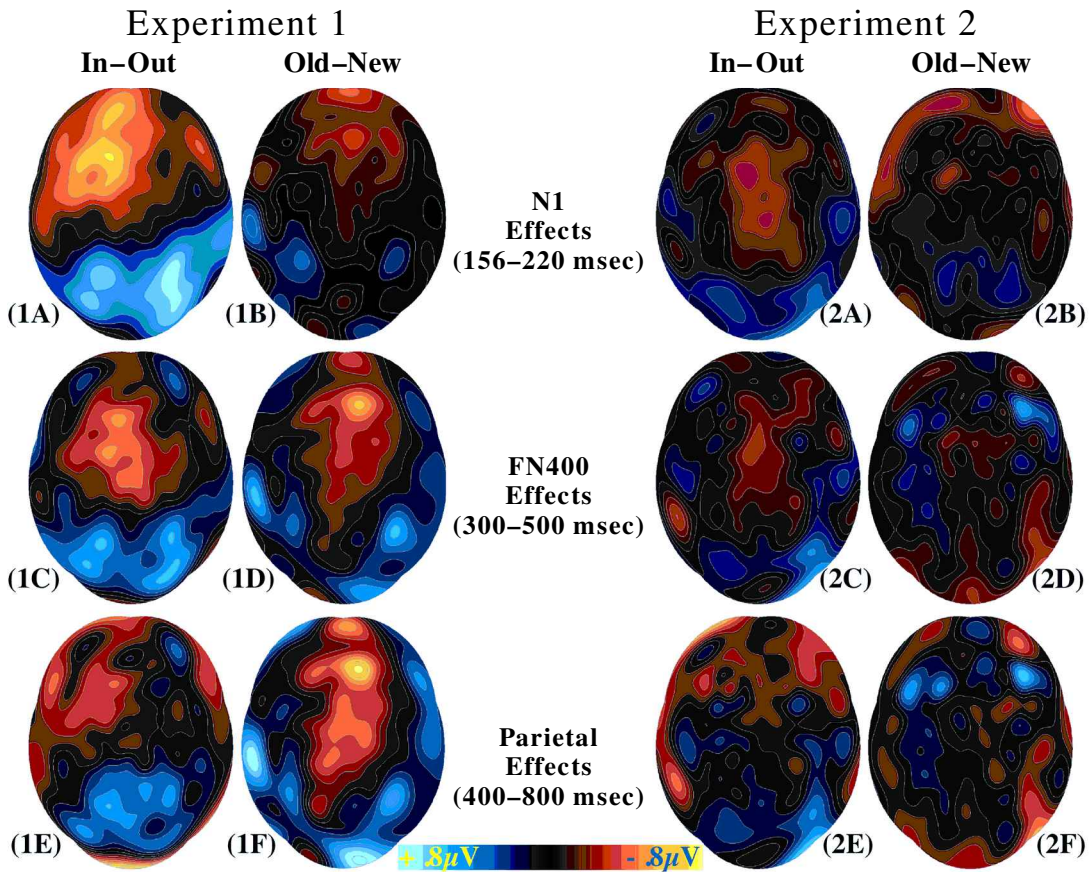 Experiment 1
Experiment 2
In−Out
Old−New
In−Out
Old−New
N1
Effects
(156−220 msec)
(1A)
(1B)
(2A)
(2B)
FN400
Effects
(300−500 msec)
(1C)
(1D)
(2C)
(2D)
Parietal
Effects
(400−800 msec)
(1E)
(1F)
(2E)
(2F)
+ .8μV
- .8μV